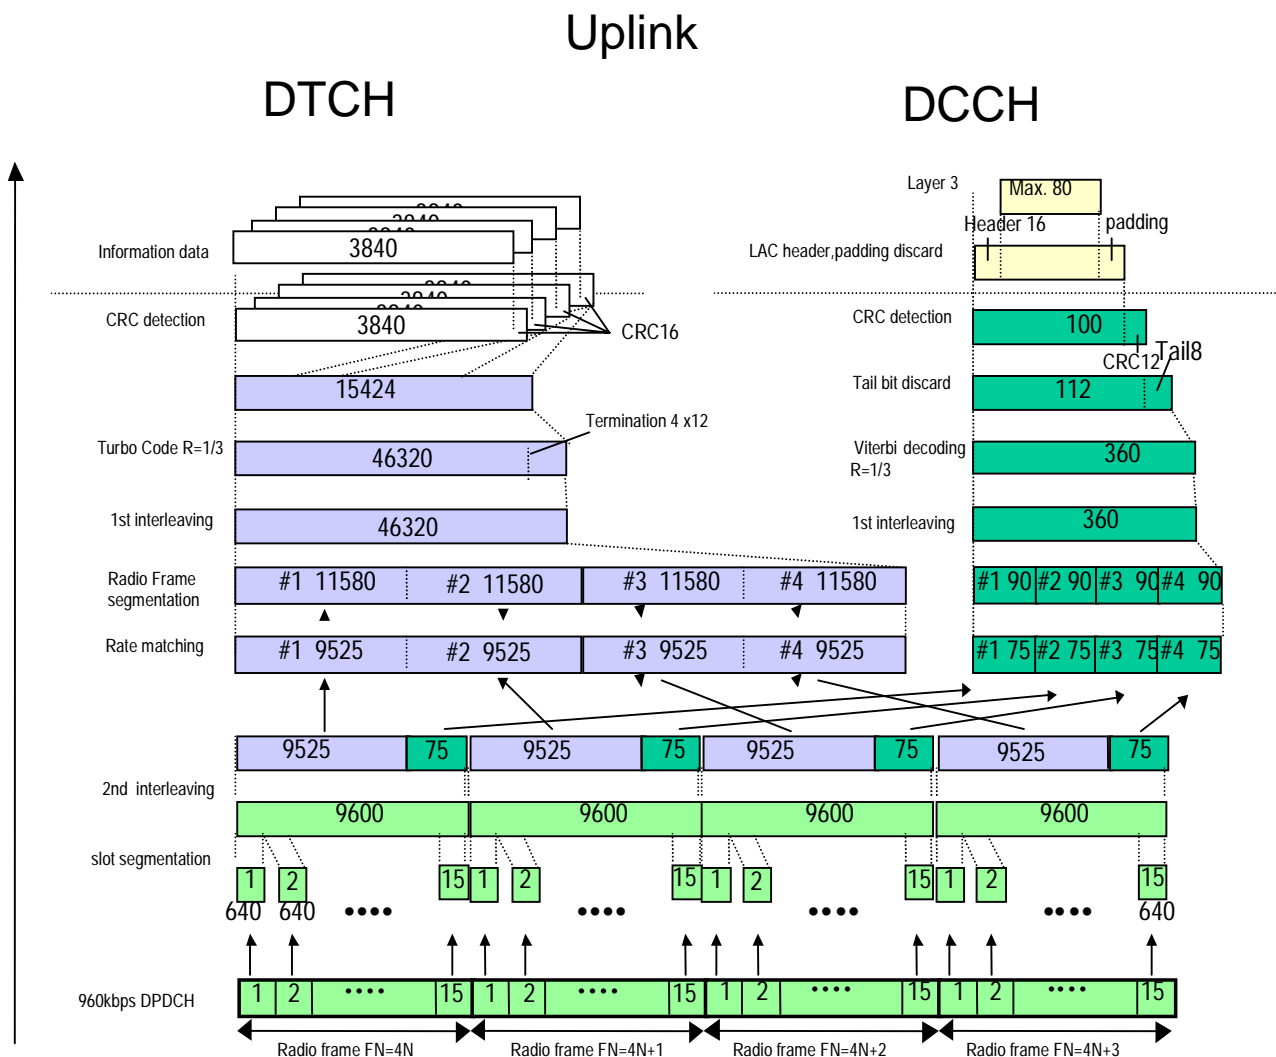 Uplink
DTCH
DCCH
Layer 3
Max. 80
Header 16
padding
Information data
3840
3840
3840
3840
LAC header,padding discard
CRC detection
3840
3840
3840
3840
CRC16
CRC detection
100
CRC12
Tail8
15424
Tail bit discard
112
Termination 4 x12
Turbo Code R=1/3
46320
Viterbi decoding
R=1/3
360
1st interleaving
46320
1st interleaving
360
Radio Frame
segmentation
#1 11580
#2 11580
#3 11580
#4 11580
#1 90
#2 90
#3 90
#4 90
Rate matching
#1 9525
#2 9525
#3 9525
#4 9525
#1 75
#2 75
#3 75
#4 75
9525
75
9525
75
9525
75
9525
75
2nd interleaving
9600
9600
9600
9600
slot segmentation
1
2
15
1
2
15
1
2
15
1
2
15
640
640
••••
••••
••••
••••
640
960kbps DPDCH
1
2
••••
15
1
2
••••
15
1
2
••••
15
1
2
••••
15
Radio frame FN=4N
Radio frame FN=4N+1
Radio frame FN=4N+2
Radio frame FN=4N+3